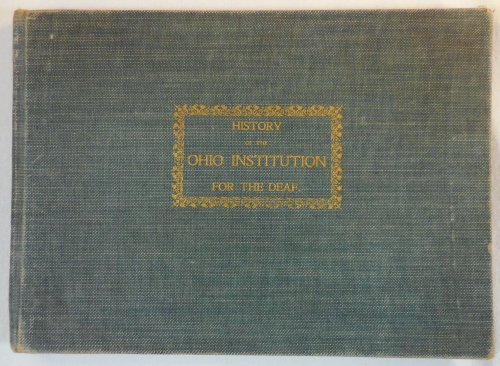 HISTORY
OF THE
OHIO INSTITUTION
FOR THE DEAF.